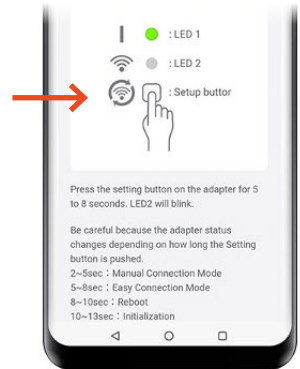 : LED 1
: LED 2
: Setup buttor
Press the setting button on the adapter for 5
to 8 seconds. LED2 will blink.
Be careful because the adapter status
changes depending on how long the Setting
button is pushed.
2~5sec : Manual Connection Mode
5~8sec : Easy Connection Mode
8~10sec : Reboot
10~13sec : Initialization